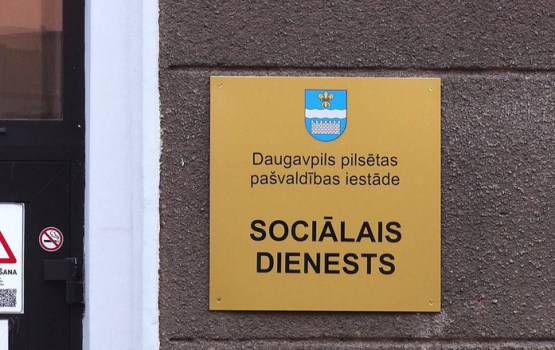 Daugavpils pilsētas
pašvaldības iestāde
SOCIĀLAIS
DIENESTS